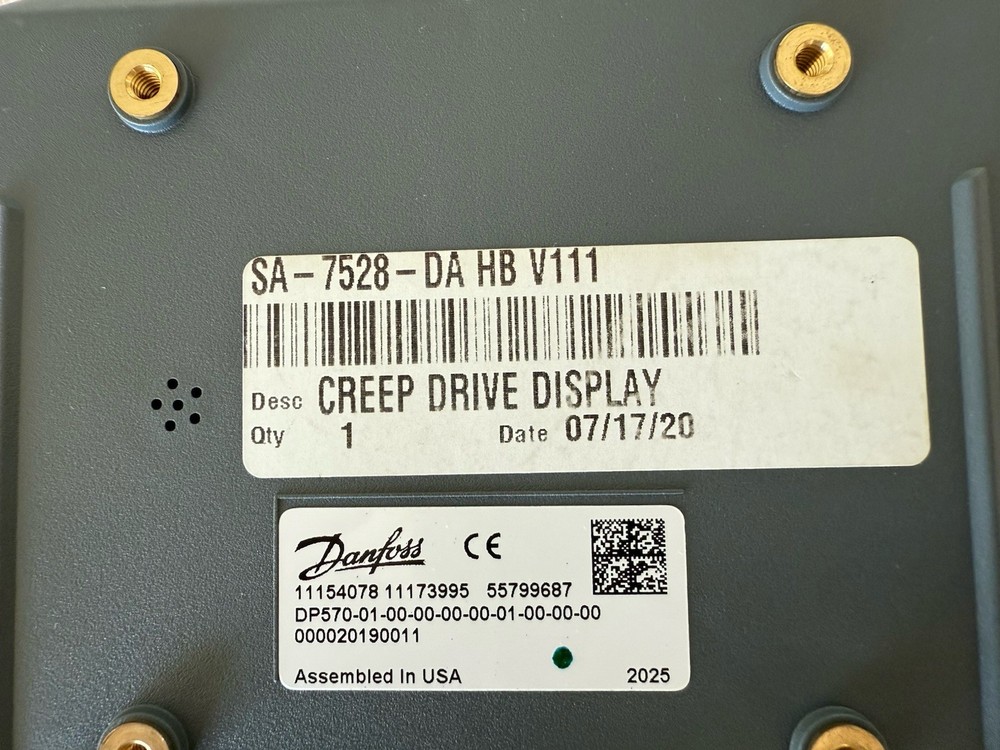 SA-7528-DA HB V111
Desc CREEP DRIVE DISPLAY
Qty 1 Date 07/17/20
Danfoss CE
11154078 11173995 55799687
DP570-01-00-00-00-00-01-00-00-00
000020190011
Assembled In USA 2025